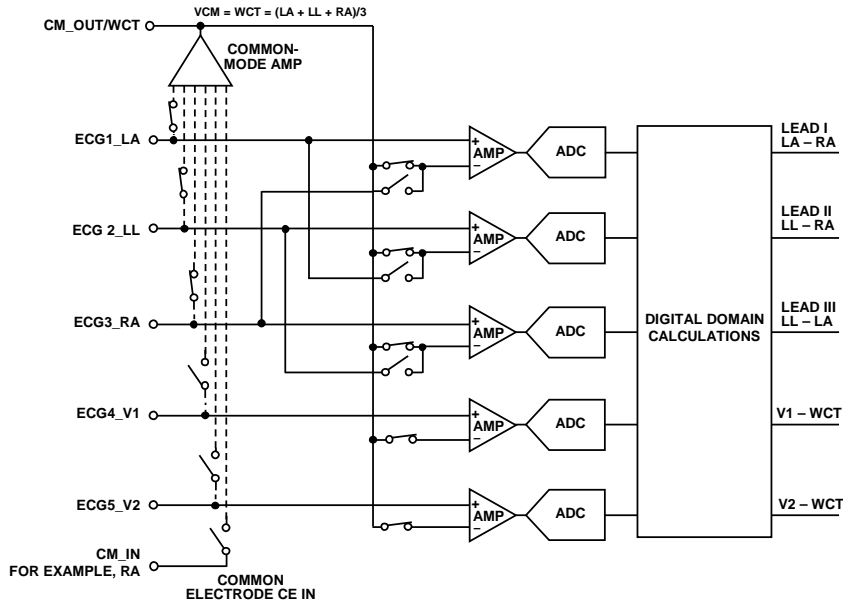 VCM = WCT = (LA + LL + RA)/3
CM_OUT/WCT
COMMON-
MODE AMP
ECG1_LA
+
AMP
–
ADC
LEAD I
LA – RA
ECG 2_LL
+
AMP
–
ADC
LEAD II
LL – RA
ECG3_RA
+
AMP
–
ADC
DIGITAL DOMAIN
CALCULATIONS
LEAD III
LL – LA
ECG4_V1
+
AMP
–
ADC
V1 – WCT
ECG5_V2
+
AMP
–
ADC
V2 – WCT
CM_IN
FOR EXAMPLE, RA
COMMON
ELECTRODE CE IN